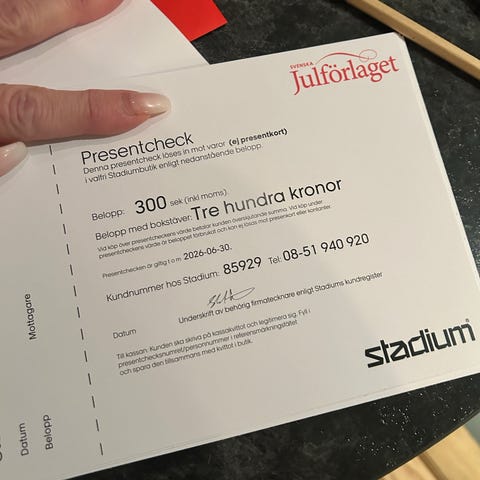 SVENSKA
Julförlaget
Presentcheck
Denna presentcheck löses in mot varor (ej presentkort)
i valfri Stadiumbutik enligt nedanstående belopp.
Belopp: 300 sek (inkl moms).
Belopp med bokstäver: Tre hundra kronor
Vid köp över presentcheckens värde betalar kunden överskjutande summa. Vid köp under
presentcheckens värde är beloppet förbrukat och kan ej lösas mot presentkort eller kontanter.
Presentchecken är giltig t o m 2026-06-30.
Kundnummer hos Stadium: 85929 Tel: 08-51 940 920
Datum
Underskrift av behörig firmatecknare enligt Stadiums kundregister
Till kassan: Kunden ska skriva på kassakvittot och legitimera sig. Fyll i
presentchecksnumret/personnumret i referensmärkningsfältet
och spara den tillsammans med kvittot i butik.
stadium
Mottagare
Datum
Belopp